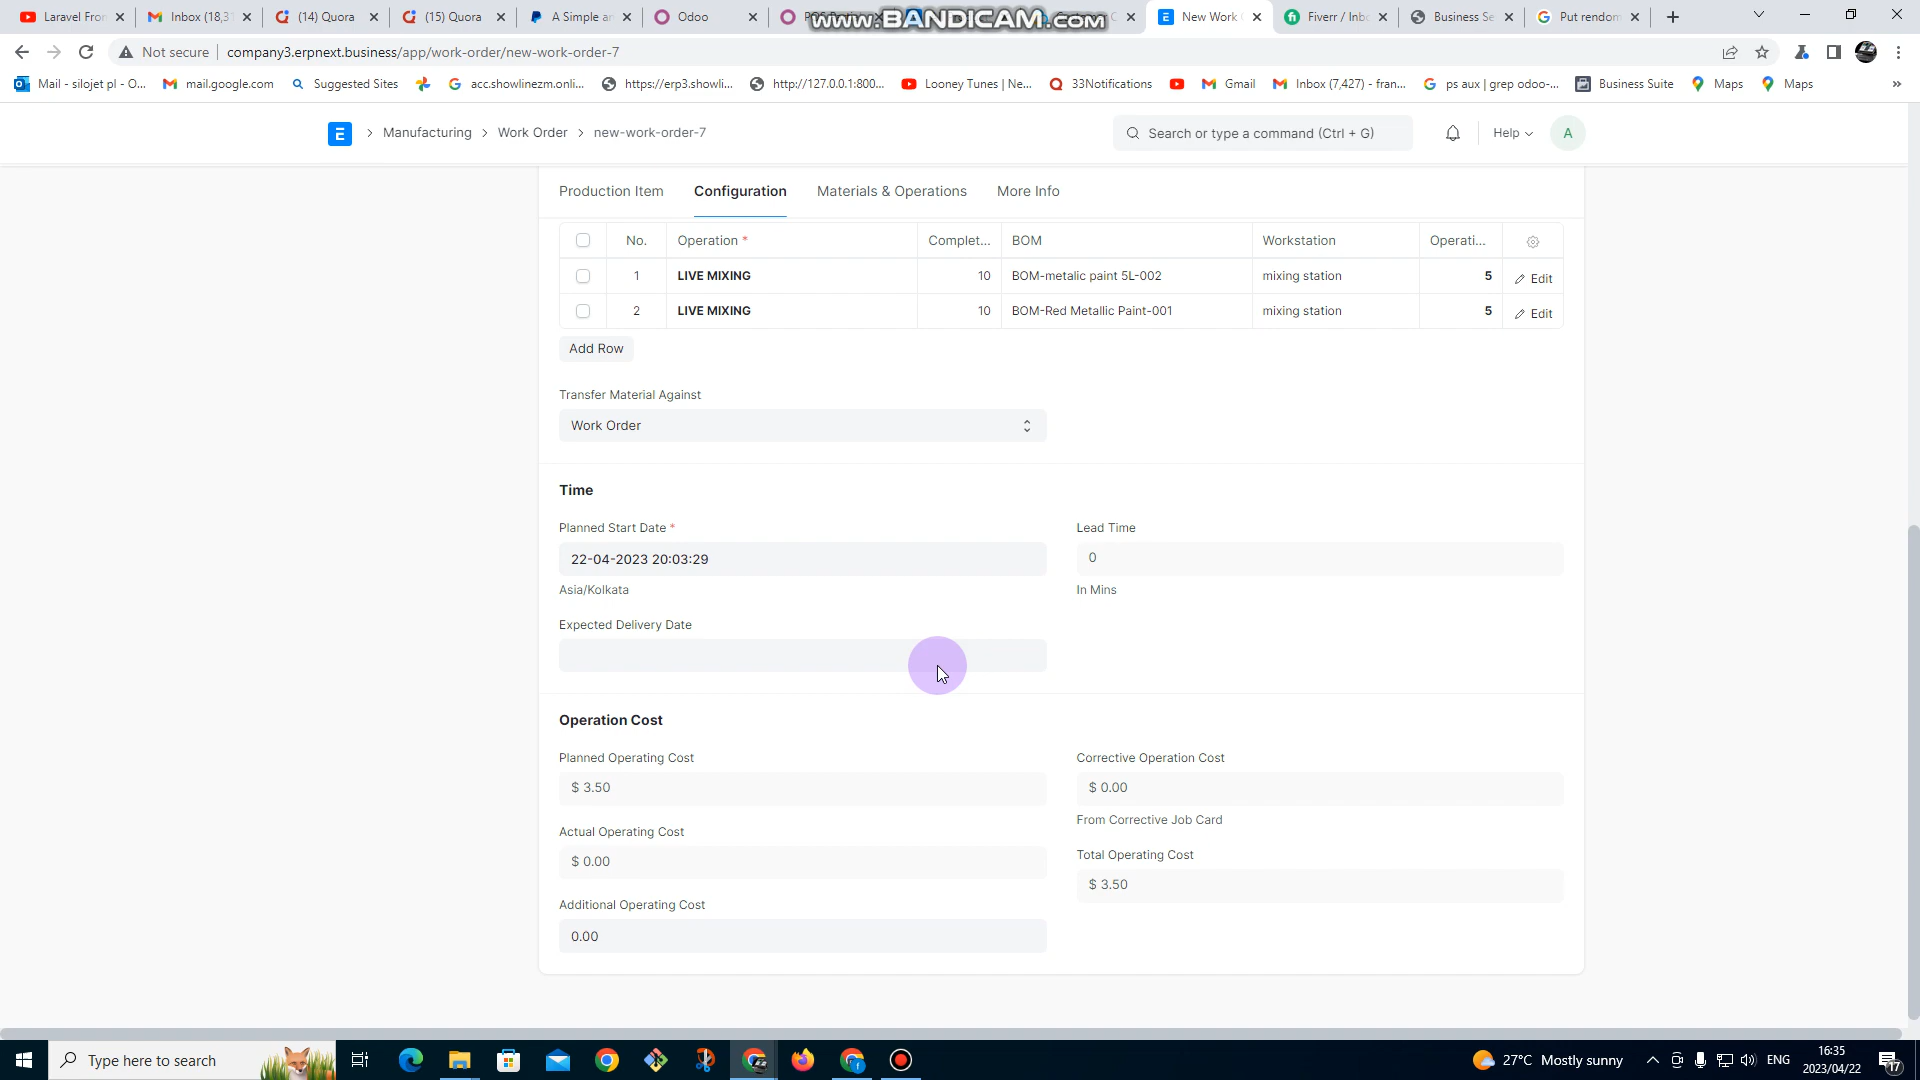 Laravel Fron
Inbox (18,31
(14) Quora
(15) Quora
A Simple an
Odoo
www.BANDICAM.com
New Work
Fiverr / Inbo
Business Se
Put rendom
Not secure
company3.erpnext.business/app/work-order/new-work-order-7
Mail - silojet pl - O...
mail.google.com
Suggested Sites
acc.showlinezm.onli...
https://erp3.showli...
http://127.0.0.1:800...
Looney Tunes | Ne...
33Notifications
Gmail
Inbox (7,427) - fran...
ps aux | grep odoo-...
Business Suite
Maps
Maps
»
E
Manufacturing
Work Order
new-work-order-7
Search or type a command (Ctrl + G)
Help
A
Production Item
Configuration
Materials & Operations
More Info
No.
Operation *
Complet...
BOM
Workstation
Operati...
1
LIVE MIXING
10
BOM-metalic paint 5L-002
mixing station
5
Edit
2
LIVE MIXING
10
BOM-Red Metallic Paint-001
mixing station
5
Edit
Add Row
Transfer Material Against
Work Order
Time
Planned Start Date *
Lead Time
22-04-2023 20:03:29
0
Asia/Kolkata
In Mins
Expected Delivery Date
Operation Cost
Planned Operating Cost
Corrective Operation Cost
$ 3.50
$ 0.00
From Corrective Job Card
Actual Operating Cost
Total Operating Cost
$ 0.00
$ 3.50
Additional Operating Cost
0.00
Type here to search
27°C Mostly sunny
ENG
16:35
2023/04/22
17